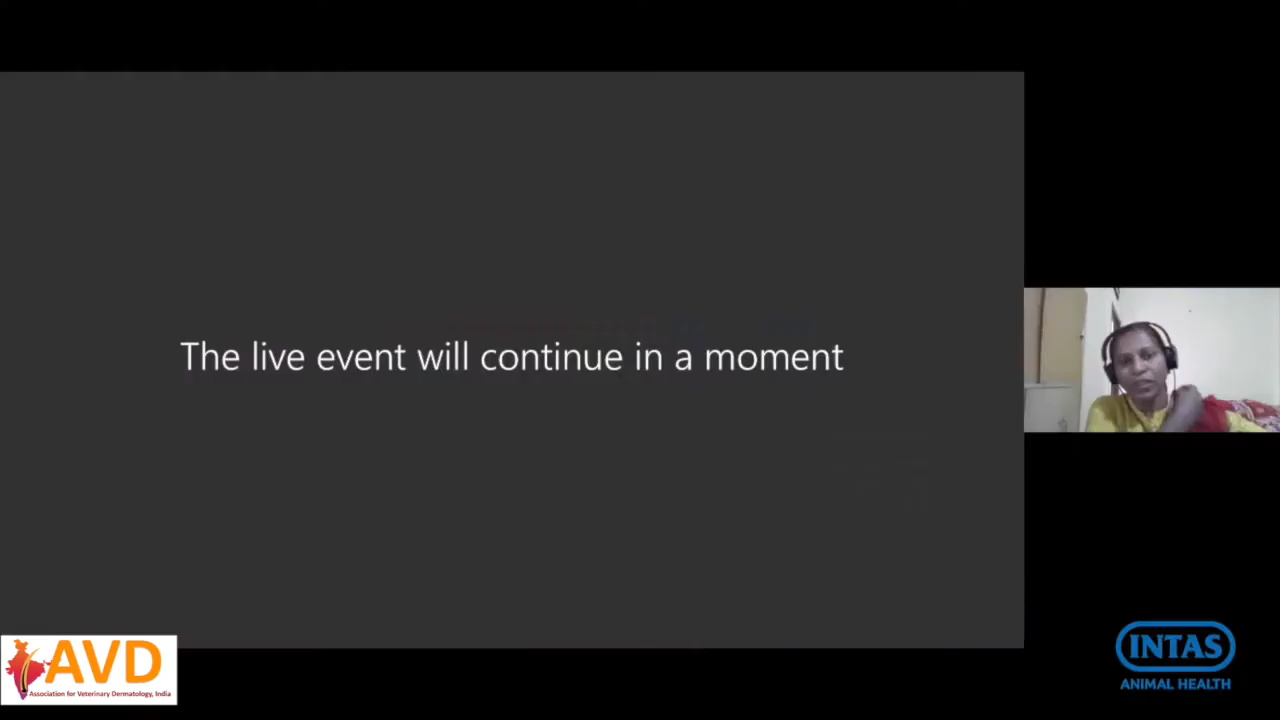 The live event will continue in a moment
AVD
Association for Veterinary Dermatology, India
INTAS
ANIMAL HEALTH